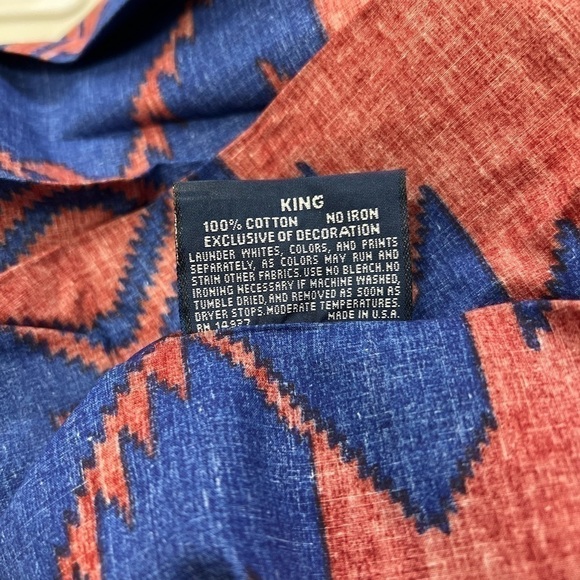 KING
100% COTTON NO IRON
EXCLUSIVE OF DECORATION
LAUNDER WHITES, COLORS, AND PRINTS
SEPARATELY, AS COLORS MAY RUN AND
STAIN OTHER FABRICS. USE NO BLEACH. NO
IRONING NECESSARY IF MACHINE WASHED,
TUMBLE DRIED, AND REMOVED AS SOON AS
DRYER STOPS. MODERATE TEMPERATURES.
RN 14927 MADE IN U.S.A.